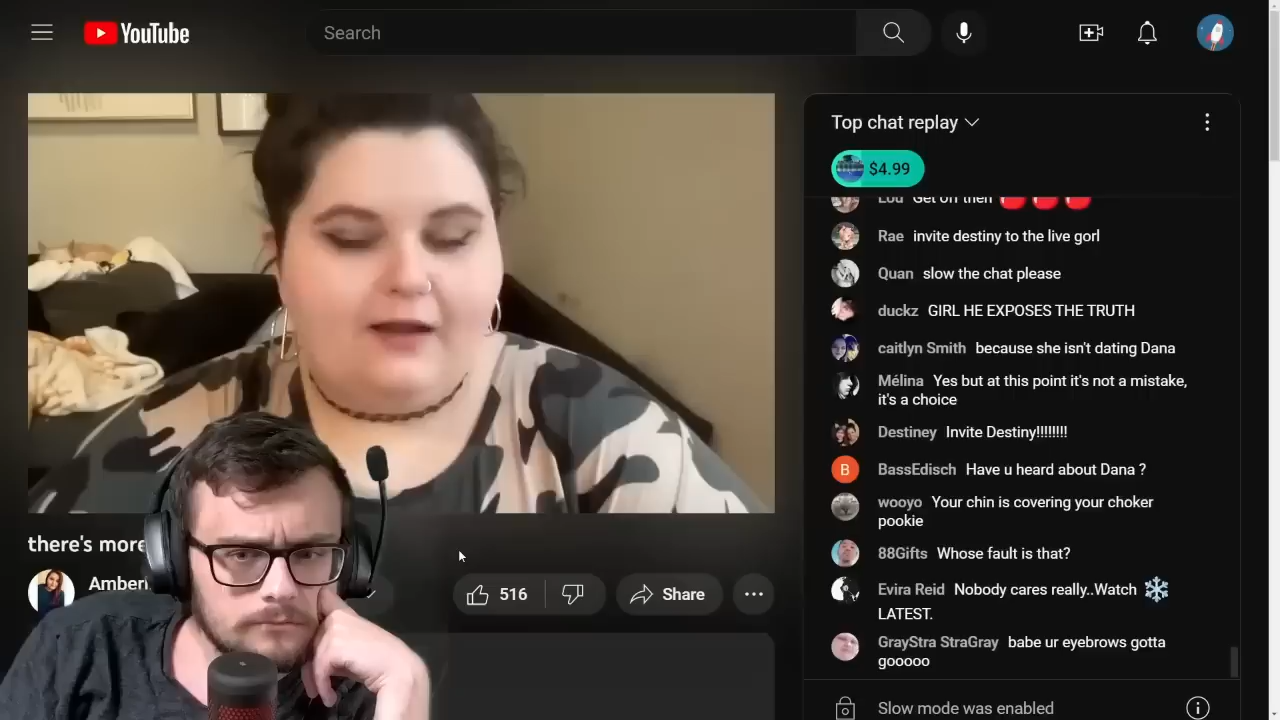 YouTube
Search
Top chat replay
$4.99
Lou Get off then
Rae invite destiny to the live gorl
Quan slow the chat please
duckz GIRL HE EXPOSES THE TRUTH
caitlyn Smith because she isn't dating Dana
Mélina Yes but at this point it's not a mistake,
it's a choice
Destiney Invite Destiny!!!!!!!!
B BassEdisch Have u heard about Dana ?
wooyo Your chin is covering your choker
pookie
88Gifts Whose fault is that?
Evira Reid Nobody cares really..Watch ❄️
LATEST.
GrayStra StraGray babe ur eyebrows gotta
gooooo
Slow mode was enabled
there's more
Amberl
516
Share